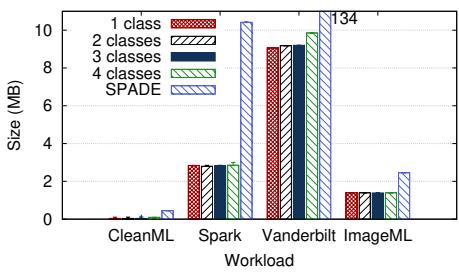 134
10
8
6
4
2
0
Size (MB)
1 class
2 classes
3 classes
4 classes
SPADE
CleanML Spark Vanderbilt ImageML
Workload